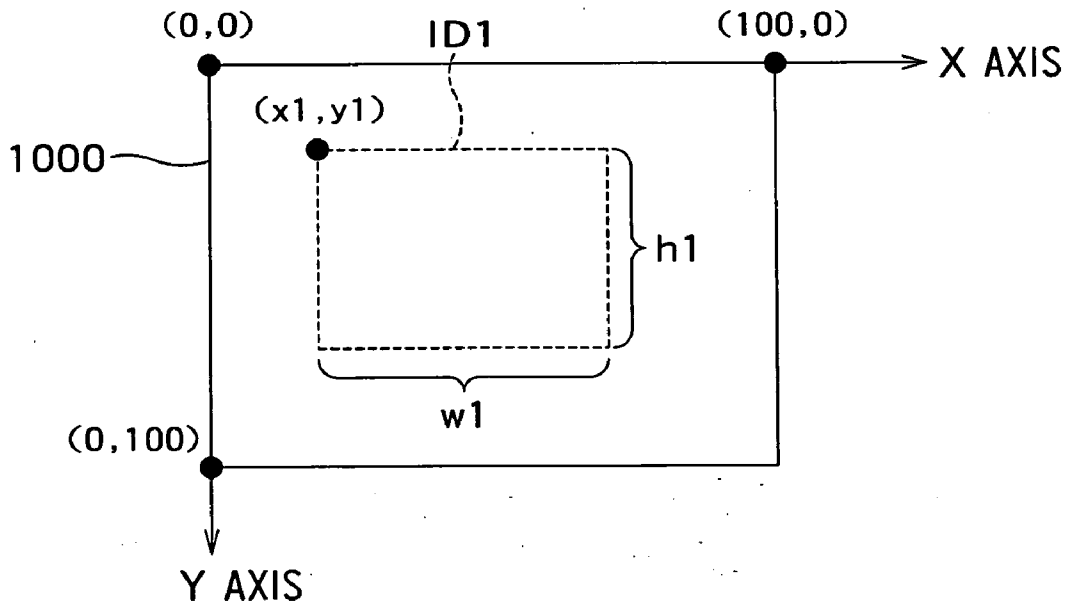 (0,0)
ID1
(100,0)
X AXIS
(x1,y1)
1000
h1
w1
(0,100)
Y AXIS